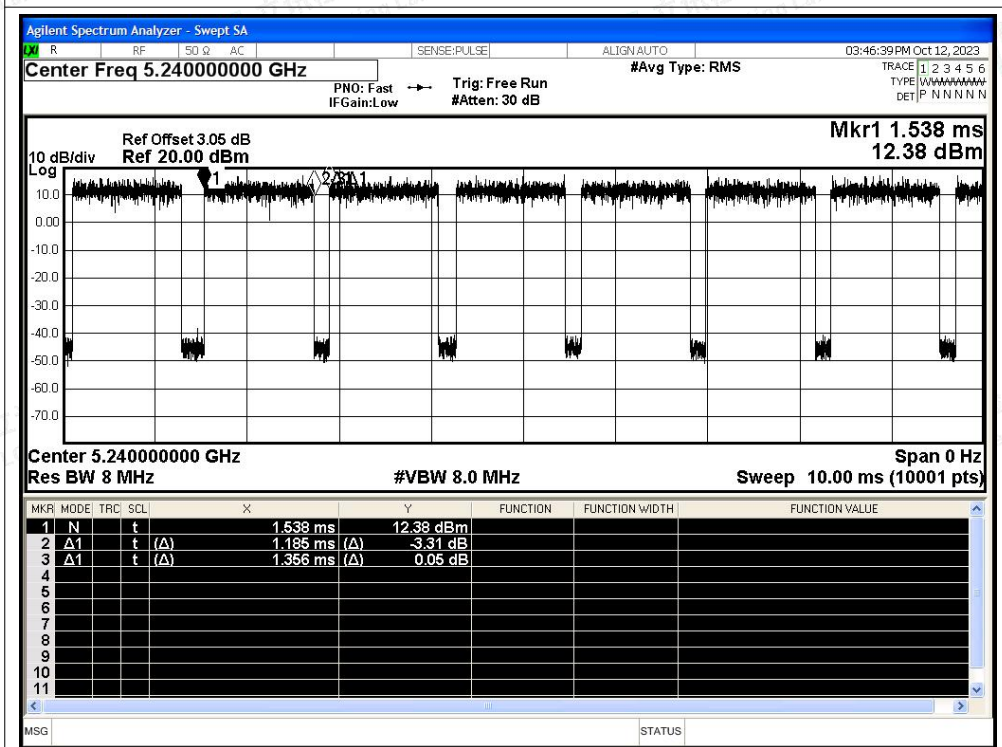 Agilent Spectrum Analyzer - Swept SA
LXI R RF 50 Ω AC SENSE:PULSE ALIGN AUTO 03:46:39 PM Oct 12, 2023
Center Freq 5.240000000 GHz #Avg Type: RMS TRACE 1 2 3 4 5 6
PNO: Fast Trig: Free Run TYPE WWWWWW
IFGain:Low #Atten: 30 dB DET P N N N N N
Mkr1 1.538 ms
Ref Offset 3.05 dB
10 dB/div Ref 20.00 dBm 12.38 dBm
Log
1 2Δ1 3Δ1
10.0
0.00
-10.0
-20.0
-30.0
-40.0
-50.0
-60.0
-70.0
Center 5.240000000 GHz Span 0 Hz
Res BW 8 MHz #VBW 8.0 MHz Sweep 10.00 ms (10001 pts)
MKR MODE TRC SCL X Y FUNCTION FUNCTION WIDTH FUNCTION VALUE
1 N t 1.538 ms 12.38 dBm
2 Δ1 t (Δ) 1.185 ms (Δ) -3.31 dB
3 Δ1 t (Δ) 1.356 ms (Δ) 0.05 dB
4
5
6
7
8
9
10
11
MSG STATUS